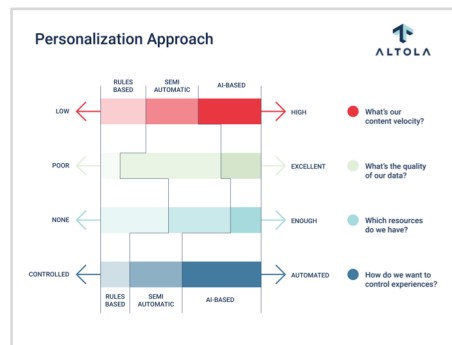 Personalization Approach
ALTOLA
RULES
BASED
SEMI
AUTOMATIC
AI-BASED
LOW
HIGH
What's our
content velocity?
POOR
EXCELLENT
What's the quality
of our data?
NONE
ENOUGH
Which resources
do we have?
CONTROLLED
AUTOMATED
How do we want to
control experiences?
RULES
BASED
SEMI
AUTOMATIC
AI-BASED